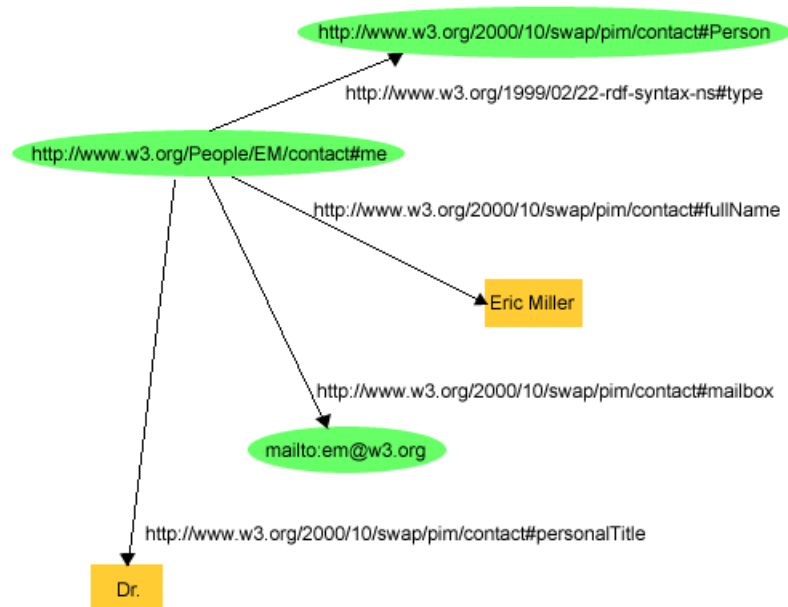 http://www.w3.org/2000/10/swap/pim/contact#Person
http://www.w3.org/1999/02/22-rdf-syntax-ns#type
http://www.w3.org/People/EM/contact#me
http://www.w3.org/2000/10/swap/pim/contact#fullName
Eric Miller
http://www.w3.org/2000/10/swap/pim/contact#mailbox
mailto:em@w3.org
http://www.w3.org/2000/10/swap/pim/contact#personalTitle
Dr.